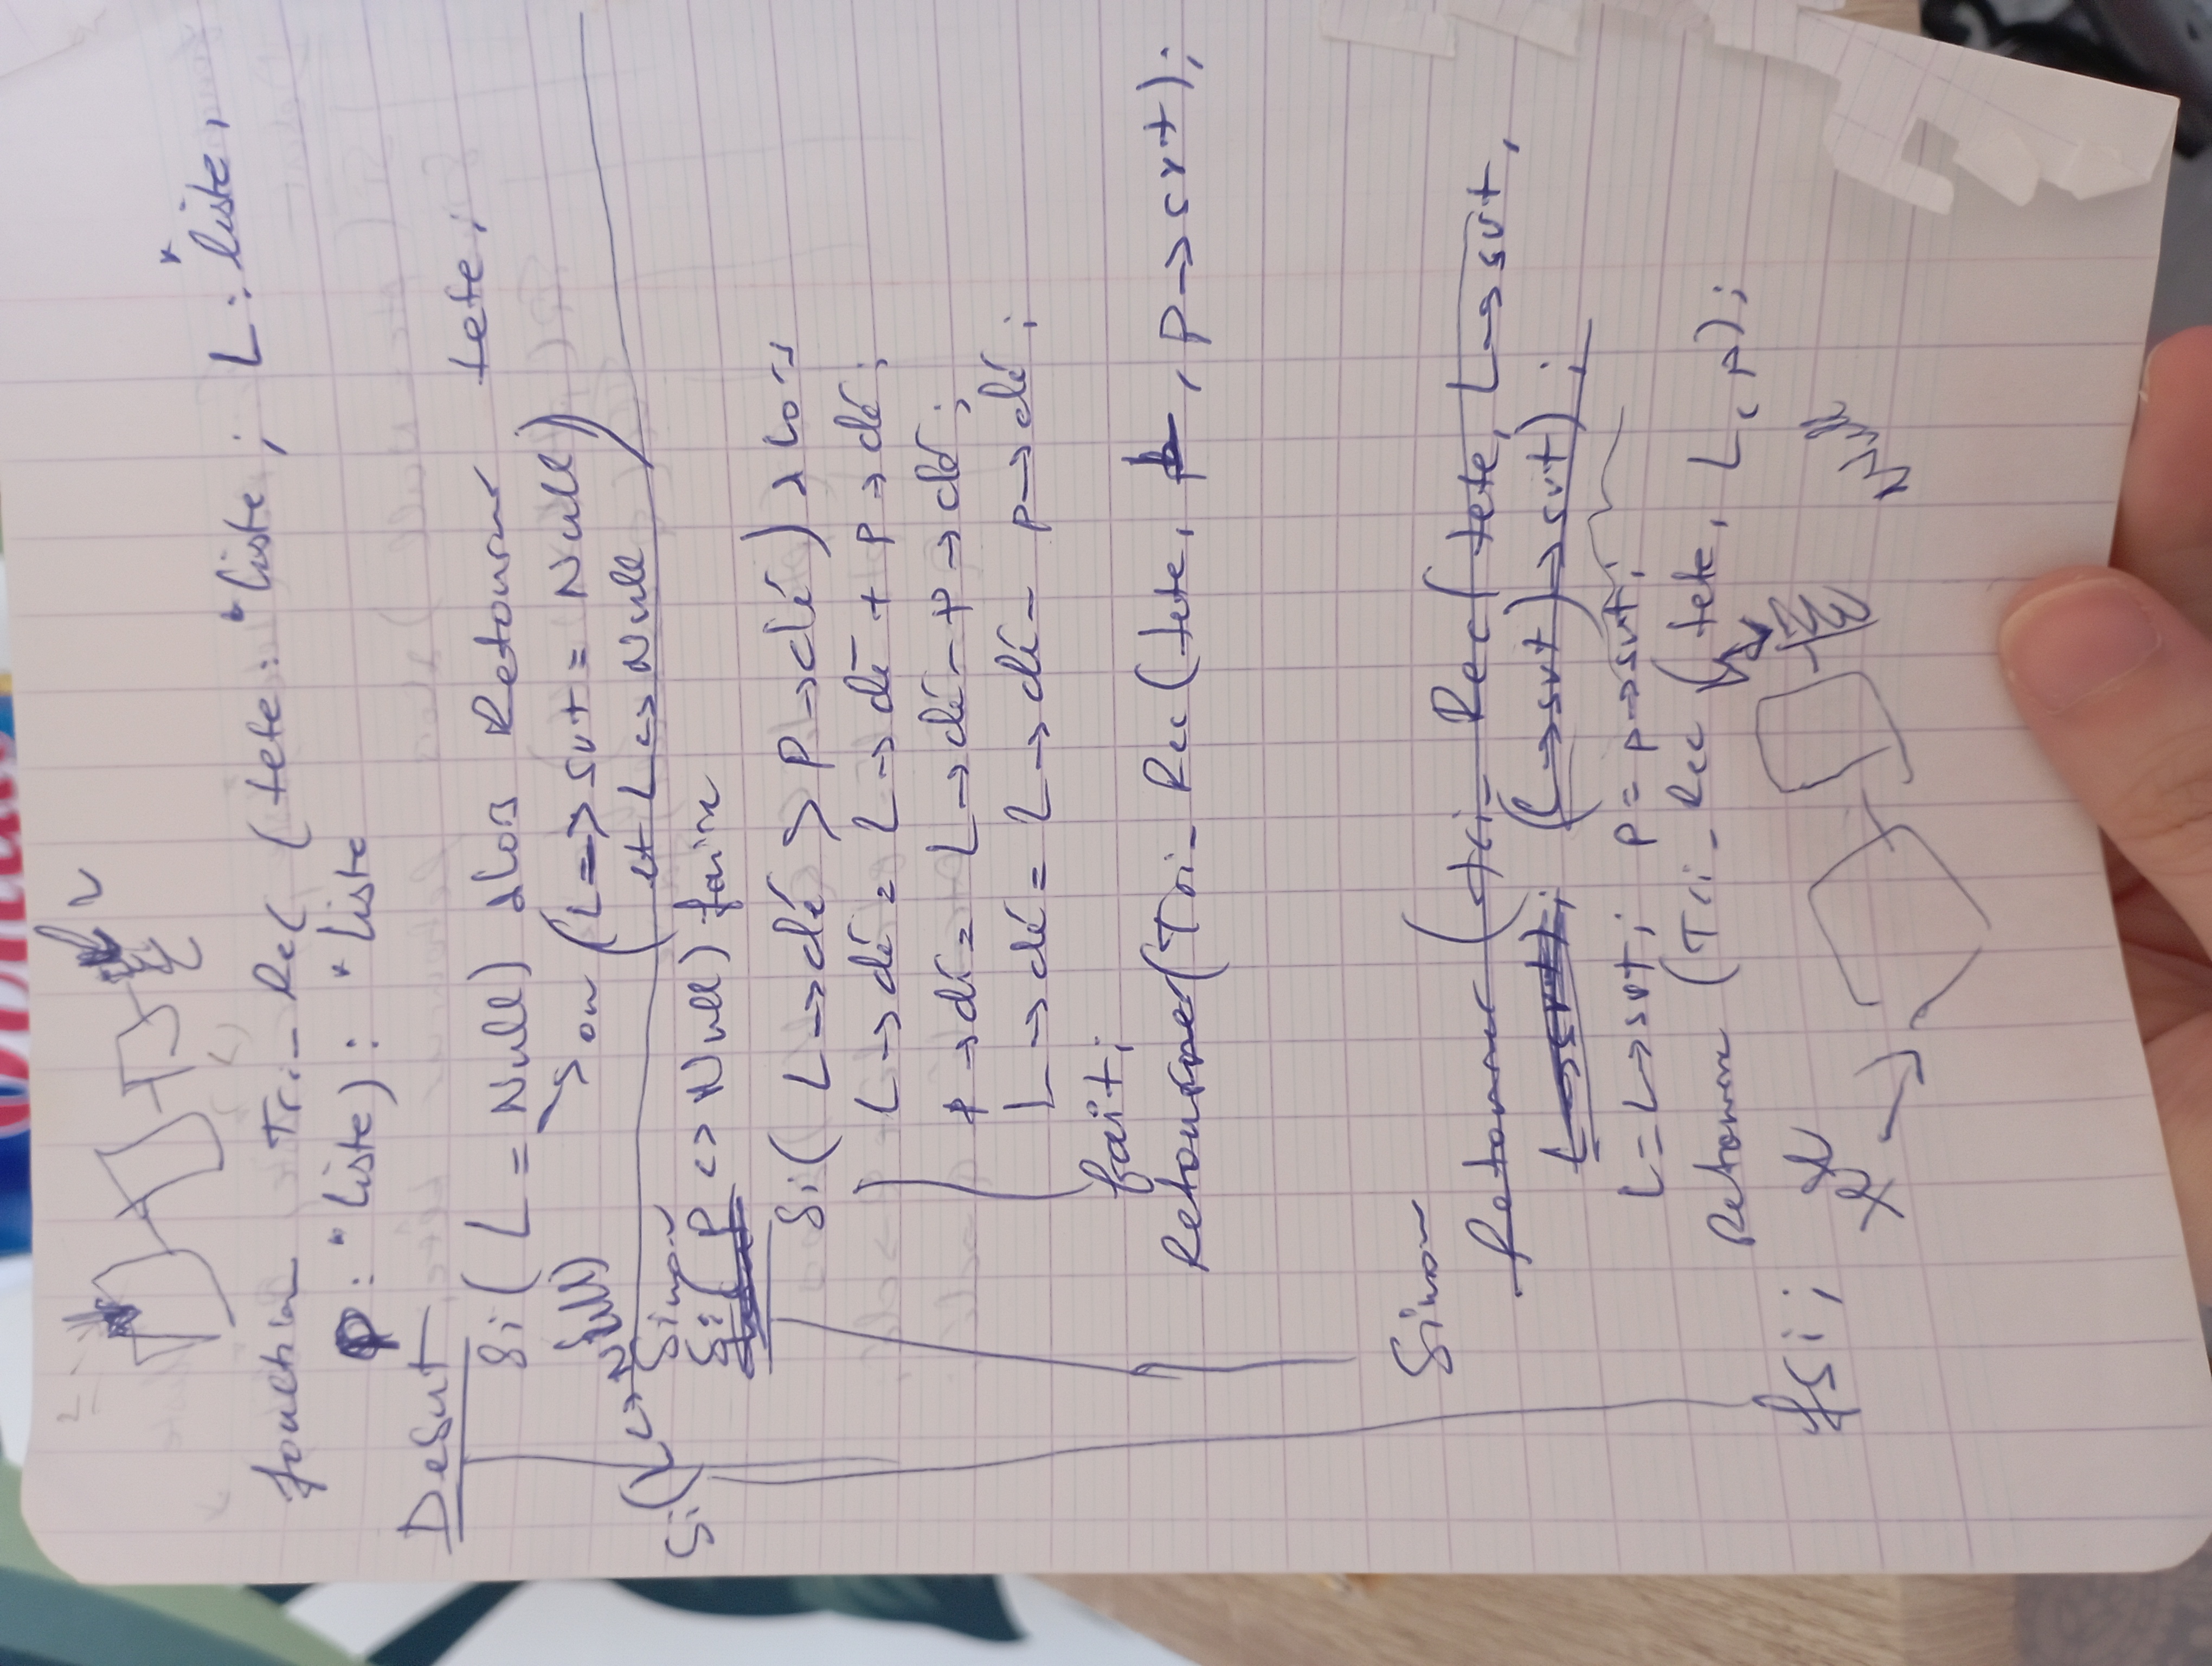 L
fonction Tri_Rec (tete: *liste ; L: *liste,
P: *liste) : *liste
Debut
Si( L = Null) alors Retourner tete,
ou (L -> svt = Null)
et L <> Null
Si(L <> Null)
Sinon
Si( P <> Null) faire
Si( L -> clé > P -> clé ) alors
L -> clé = L -> clé + P -> clé ;
p -> clé = L -> clé - p -> clé ;
L -> clé = L -> clé - p -> clé ;
fait ;
Retourner(Tri_Rec (tete, L, p -> svt) ;
Sinon
Retourner (tri_Rec( tete, L -> svt,
L -> svt) ; (L -> svt) -> svt) ;
L = L -> svt ; p = p -> svt ;
Retourner (Tri_Rec ( tete, L, p) ;
fsi ;
tete
Null